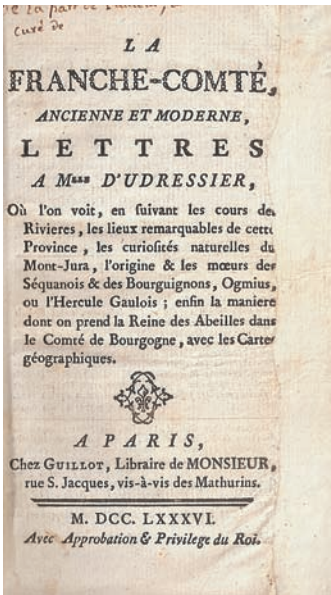 de la part de
curé de
LA
FRANCHE-COMTÉ,
ANCIENNE ET MODERNE,
LETTRES
A M*** D'UDRESSIER,
Où l'on voit, en suivant les cours des
Rivieres, les lieux remarquables de cette
Province, les curiosités naturelles du
Mont-Jura, l'origine & les mœurs des
Séquanois & des Bourguignons, Ogmius,
ou l'Hercule Gaulois; enfin la maniere
dont on prend la Reine des Abeilles dans
le Comté de Bourgogne, avec les Cartes
géographiques.
A PARIS,
Chez GUILLOT, Libraire de MONSIEUR,
rue S. Jacques, vis-à-vis des Mathurins.
M. DCC. LXXXVI.
Avec Approbation & Privilege du Roi.